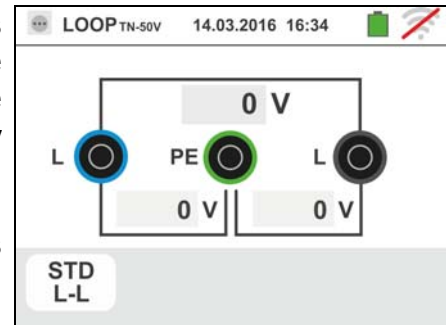 LOOP TN-50V 14.03.2016 16:34
0 V
L PE L
0 V 0 V
STD
L-L